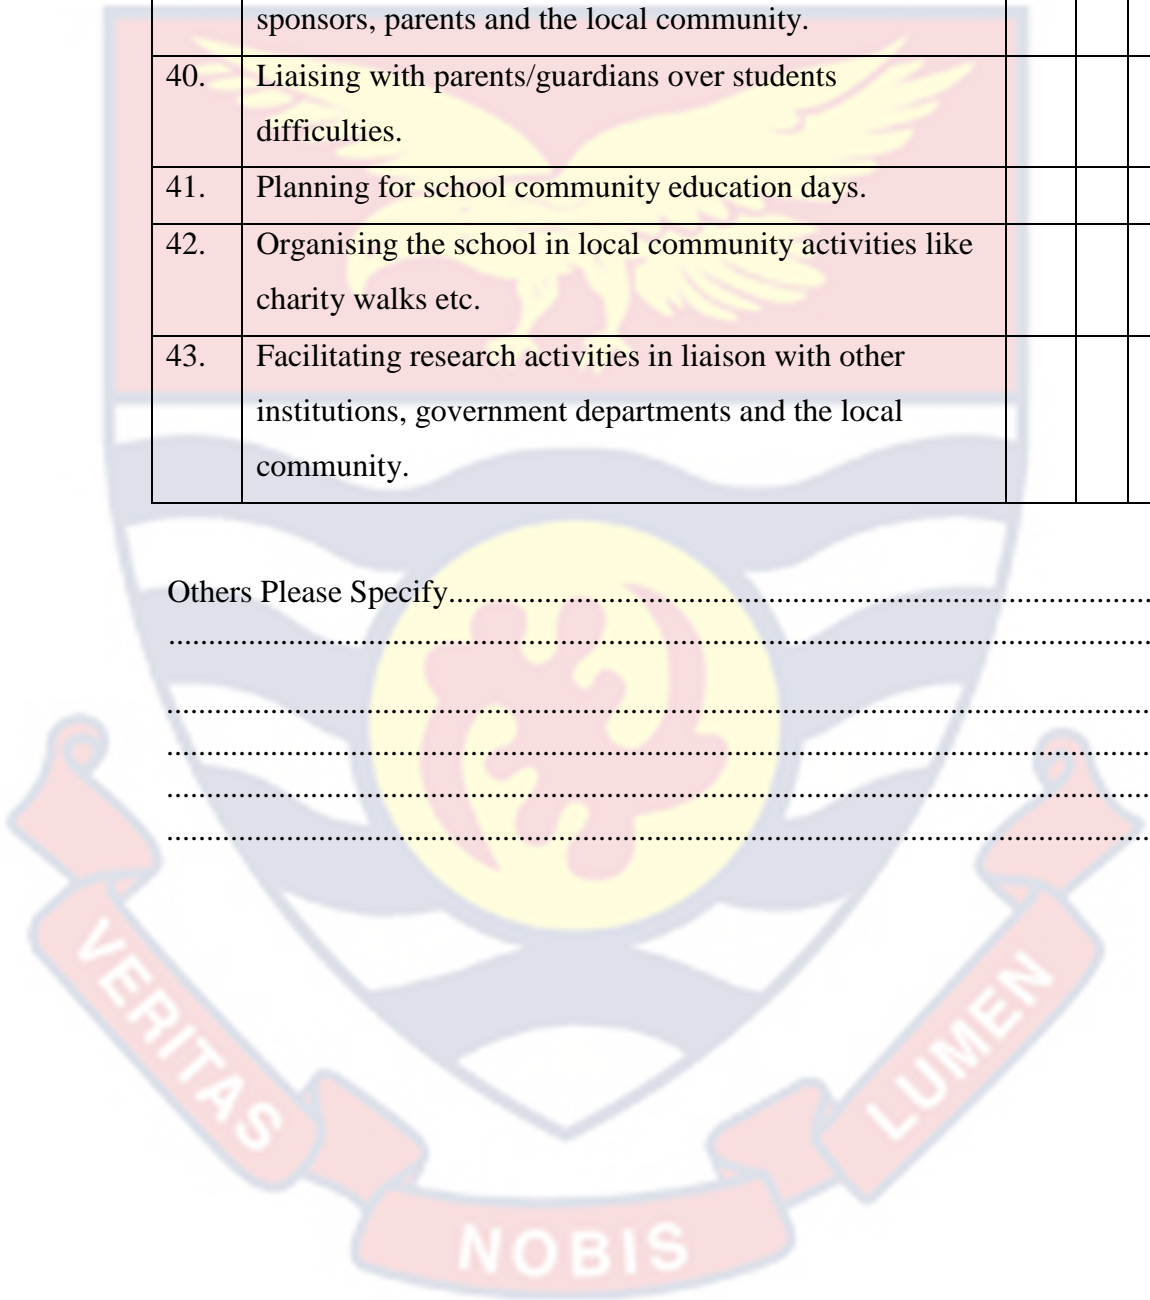 sponsors, parents and the local community.
40. Liaising with parents/guardians over students
difficulties.
41. Planning for school community education days.
42. Organising the school in local community activities like
charity walks etc.
43. Facilitating research activities in liaison with other
institutions, government departments and the local
community.
Others Please Specify..........................................................................................
..........................................................................................................................
..........................................................................................................................
..........................................................................................................................
..........................................................................................................................
..........................................................................................................................
VERITAS
NOBIS
LUMEN